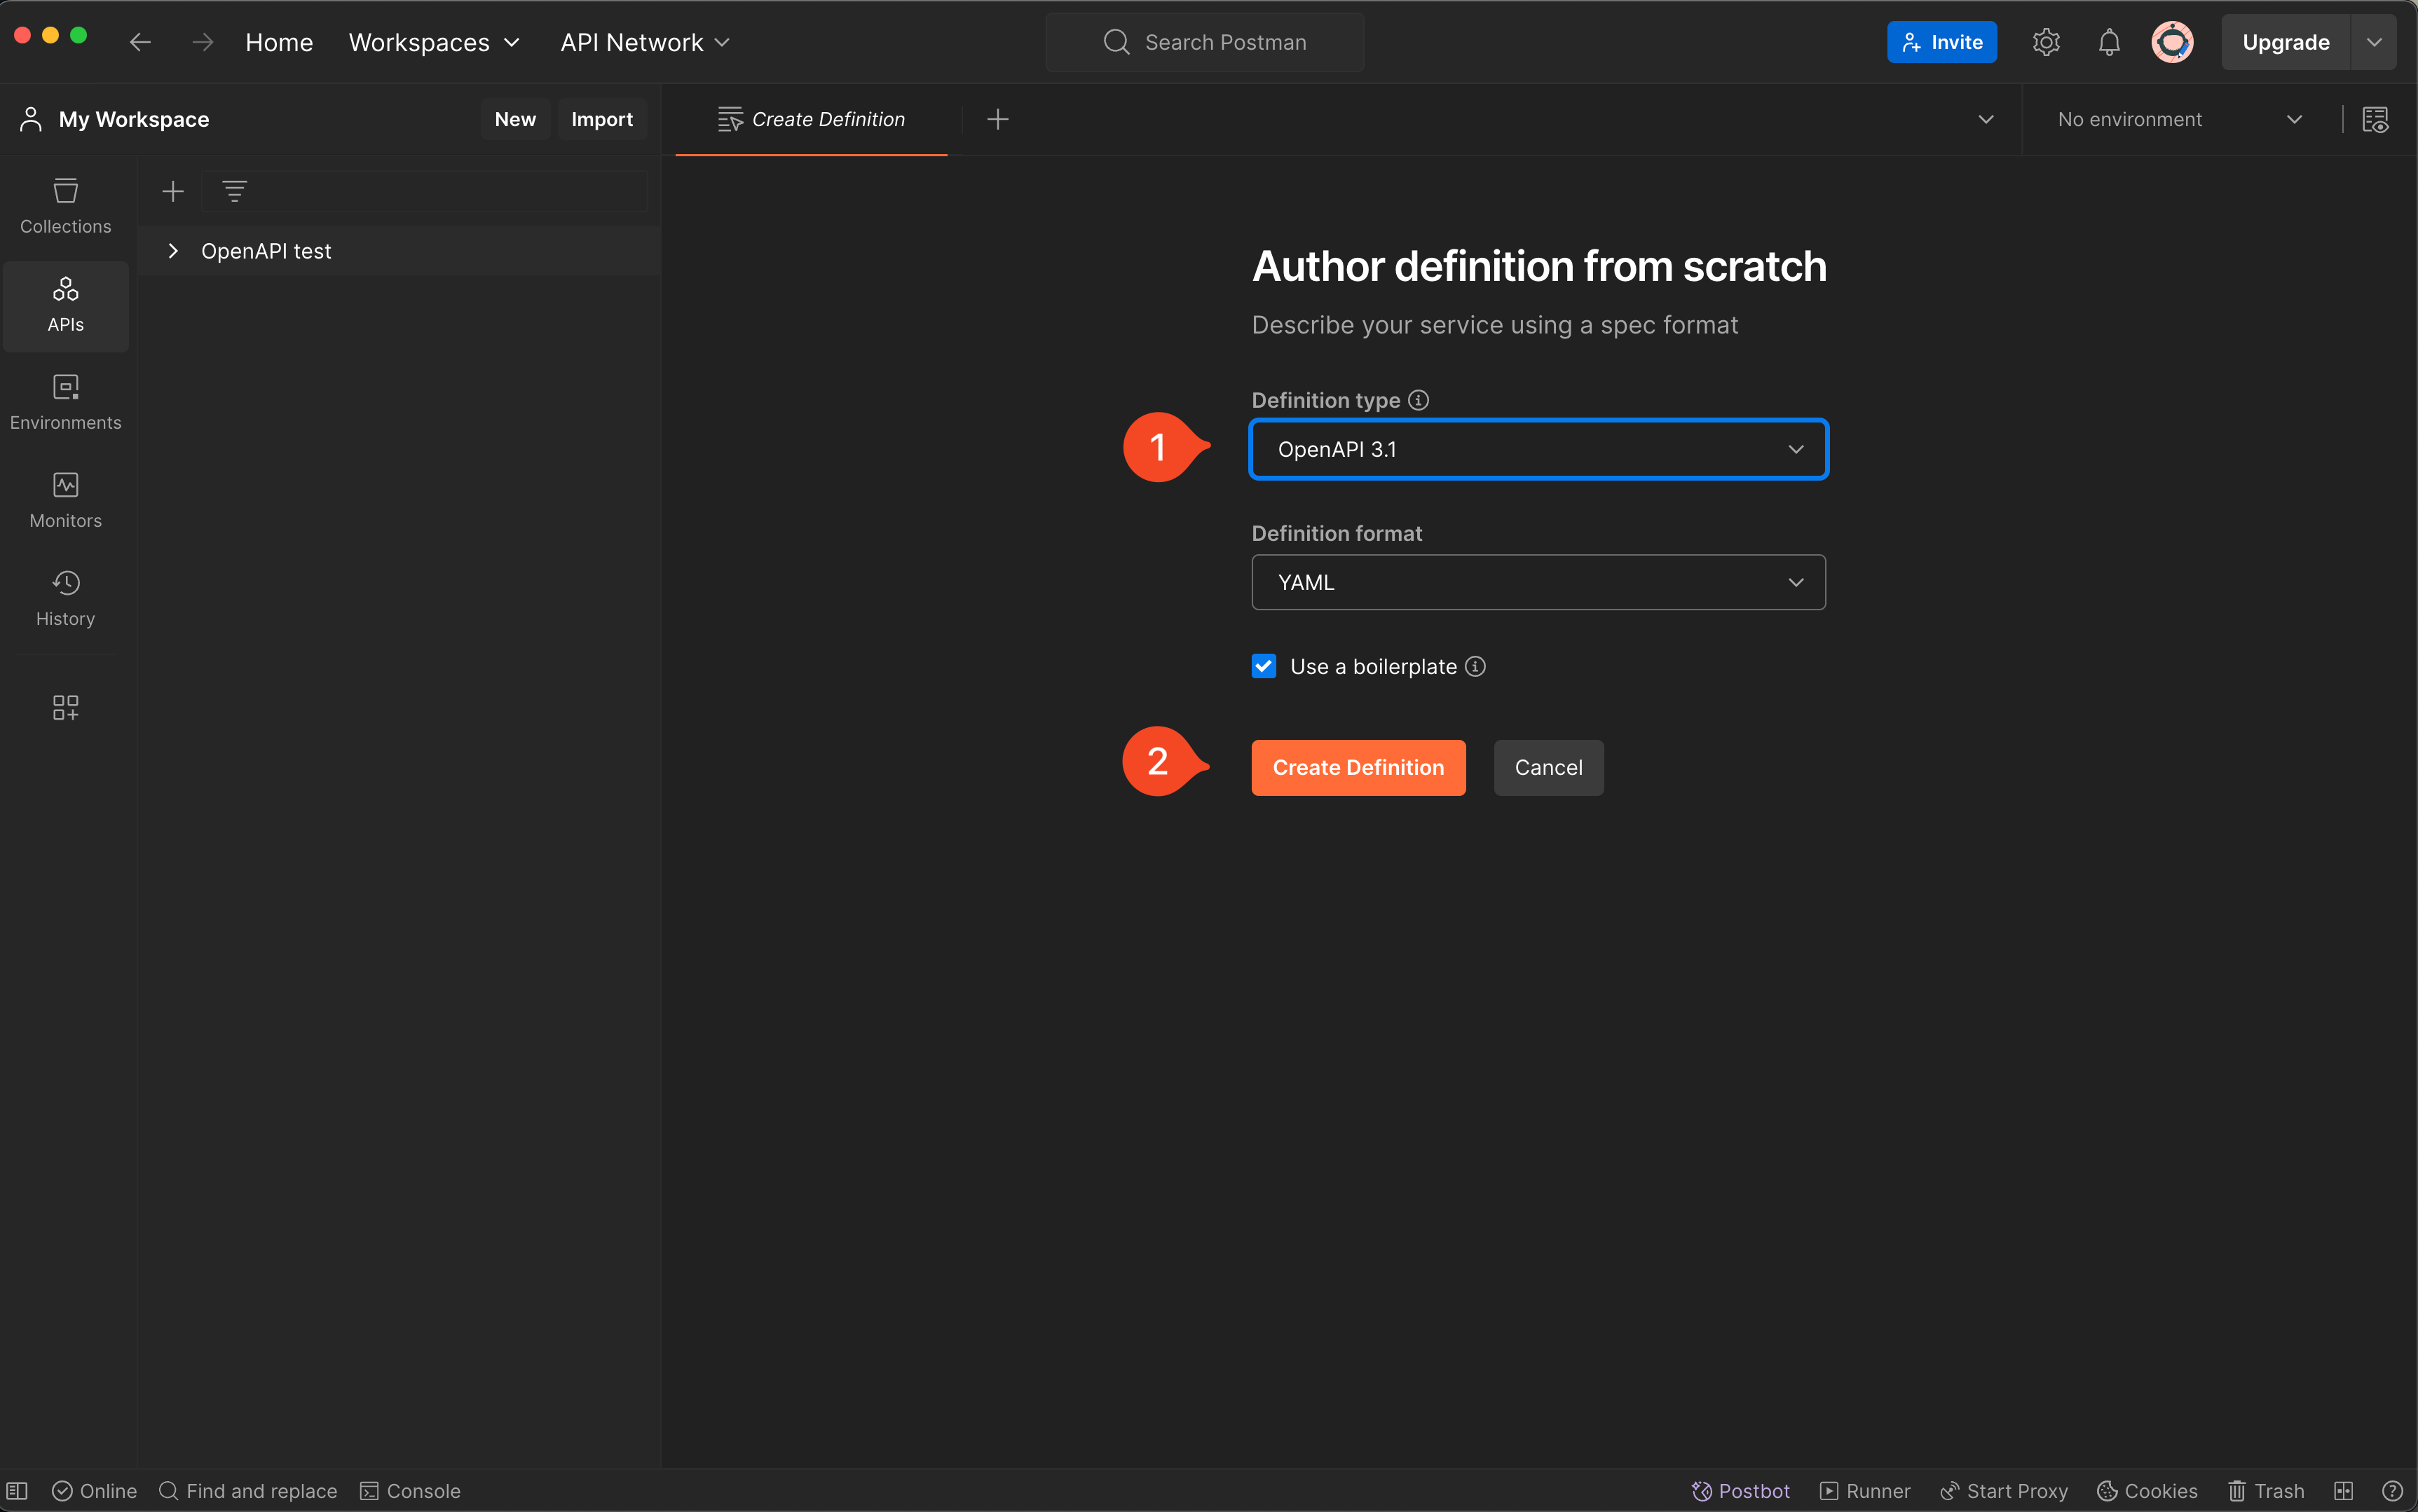 Home Workspaces API Network Search Postman Invite Upgrade
My Workspace New Import Create Definition No environment
Collections
OpenAPI test
APIs
Environments
Monitors
History
Author definition from scratch
Describe your service using a spec format
Definition type
1 OpenAPI 3.1
Definition format
YAML
Use a boilerplate
2 Create Definition Cancel
Online Find and replace Console Postbot Runner Start Proxy Cookies Trash